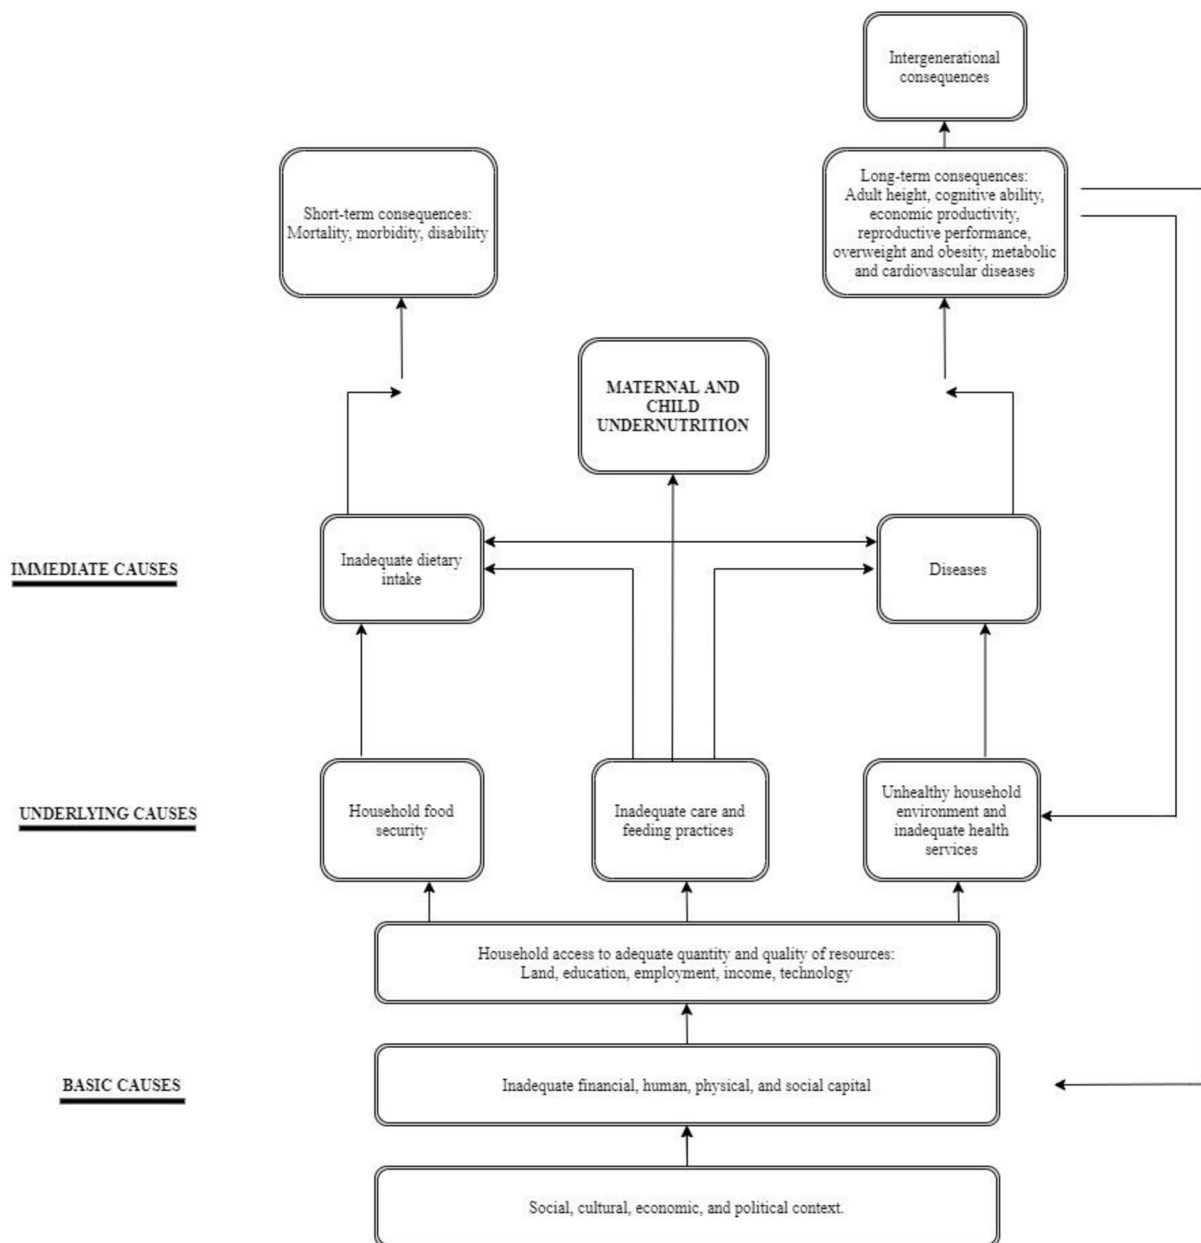 Intergenerational
consequences
Short-term consequences:
Mortality, morbidity, disability
Long-term consequences:
Adult height, cognitive ability,
economic productivity,
reproductive performance,
overweight and obesity, metabolic
and cardiovascular diseases
MATERNAL AND
CHILD
UNDERNUTRITION
IMMEDIATE CAUSES
Inadequate dietary
intake
Diseases
UNDERLYING CAUSES
Household food
security
Inadequate care and
feeding practices
Unhealthy household
environment and
inadequate health
services
Household access to adequate quantity and quality of resources:
Land, education, employment, income, technology
BASIC CAUSES
Inadequate financial, human, physical, and social capital
Social, cultural, economic, and political context.